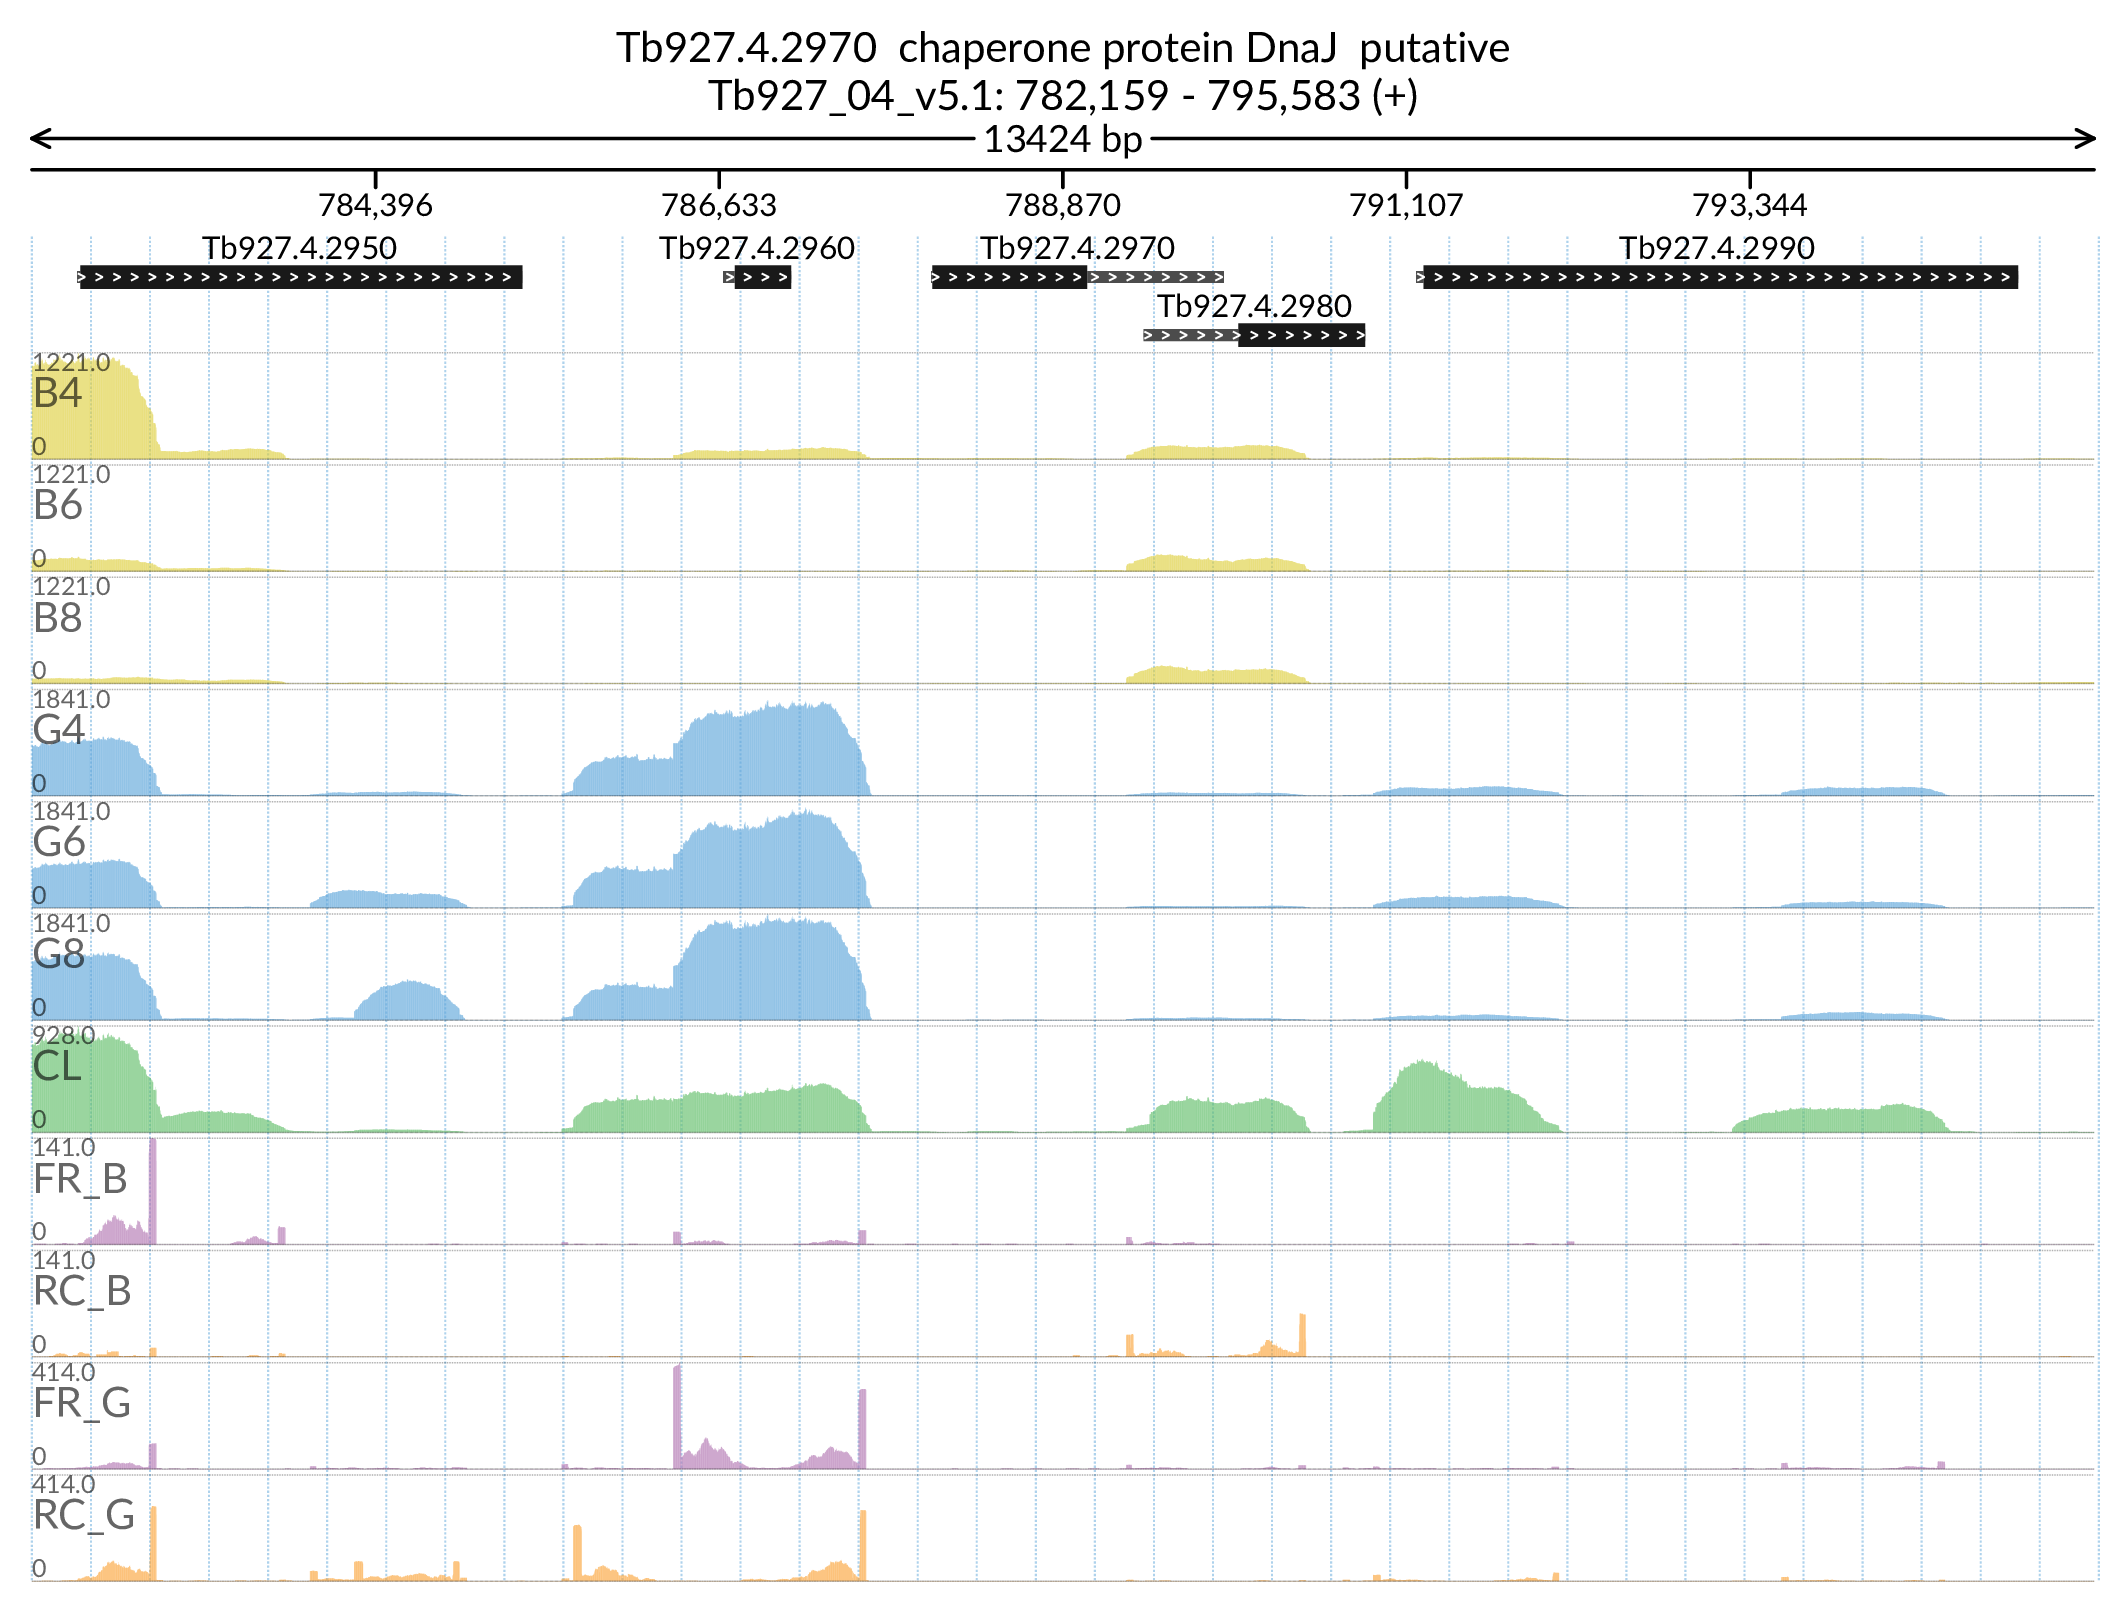 Tb927.4.2970  chaperone protein DnaJ  putative
Tb927_04_v5.1: 782,159 - 795,583 (+)
13424 bp
784,396 786,633 788,870 791,107 793,344
Tb927.4.2950 Tb927.4.2960 Tb927.4.2970 Tb927.4.2990
Tb927.4.2980
1221.0
B4
0
1221.0
B6
0
1221.0
B8
0
1841.0
G4
0
1841.0
G6
0
1841.0
G8
0
928.0
CL
0
141.0
FR_B
0
141.0
RC_B
0
414.0
FR_G
0
414.0
RC_G
0